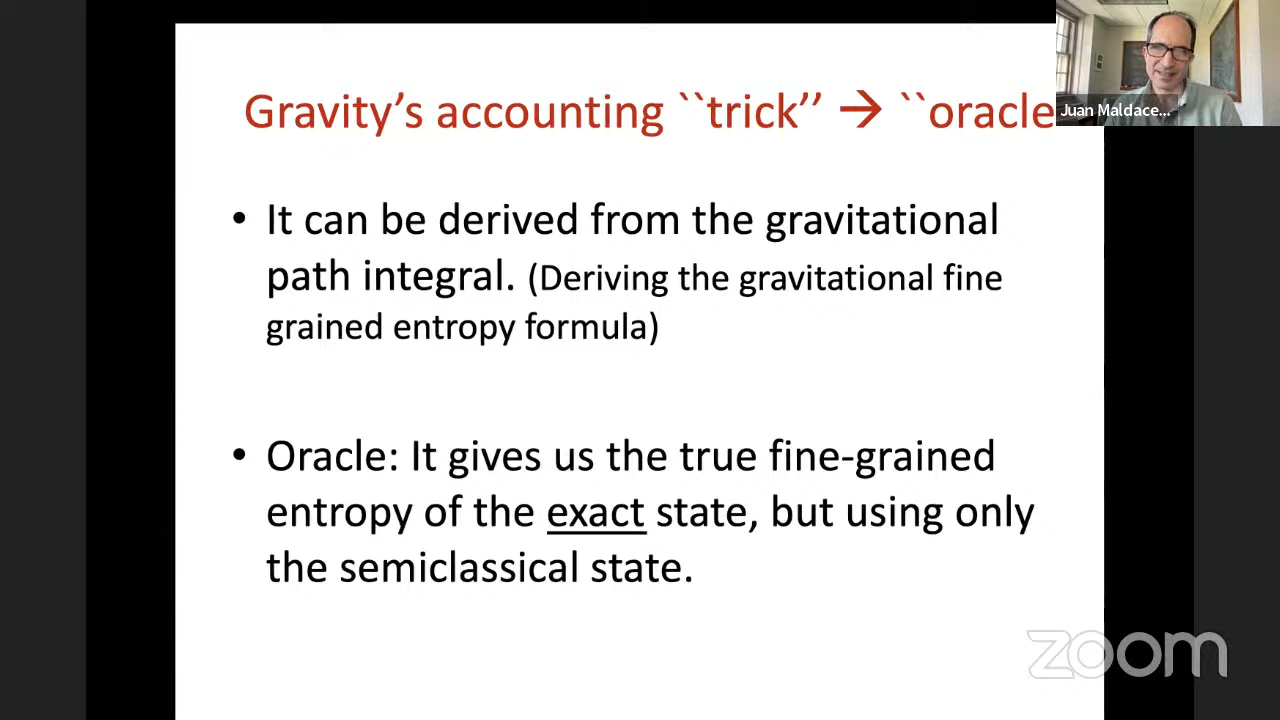 Gravity’s accounting ``trick’’ → ``oracle
Juan Maldace...
• It can be derived from the gravitational
path integral. (Deriving the gravitational fine
grained entropy formula)
• Oracle: It gives us the true fine-grained
entropy of the exact state, but using only
the semiclassical state.
zoom